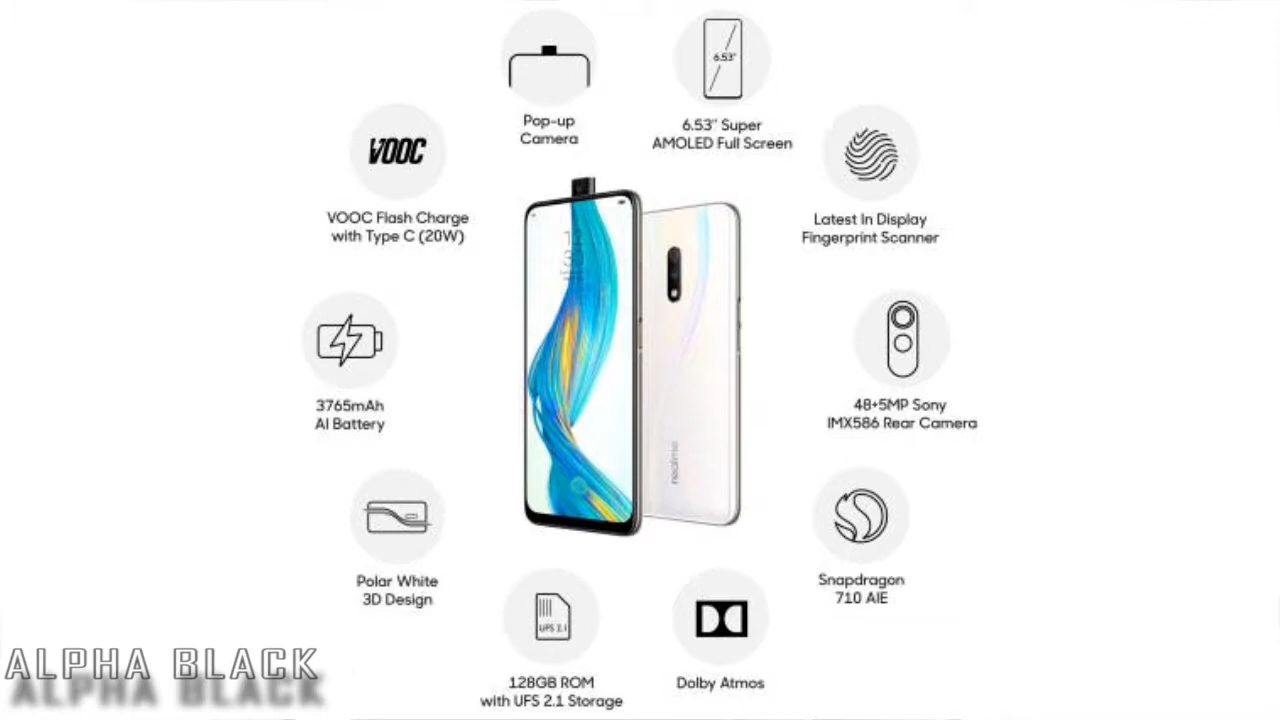 Pop-up
Camera
6.53"
6.53" Super
AMOLED Full Screen
VOOC
VOOC Flash Charge
with Type C (20W)
Latest In Display
Fingerprint Scanner
3765mAh
AI Battery
48+5MP Sony
IMX586 Rear Camera
realme
Polar White
3D Design
Snapdragon
710 AIE
UFS 2.1
128GB ROM
with UFS 2.1 Storage
Dolby Atmos
ALPHA BLACK